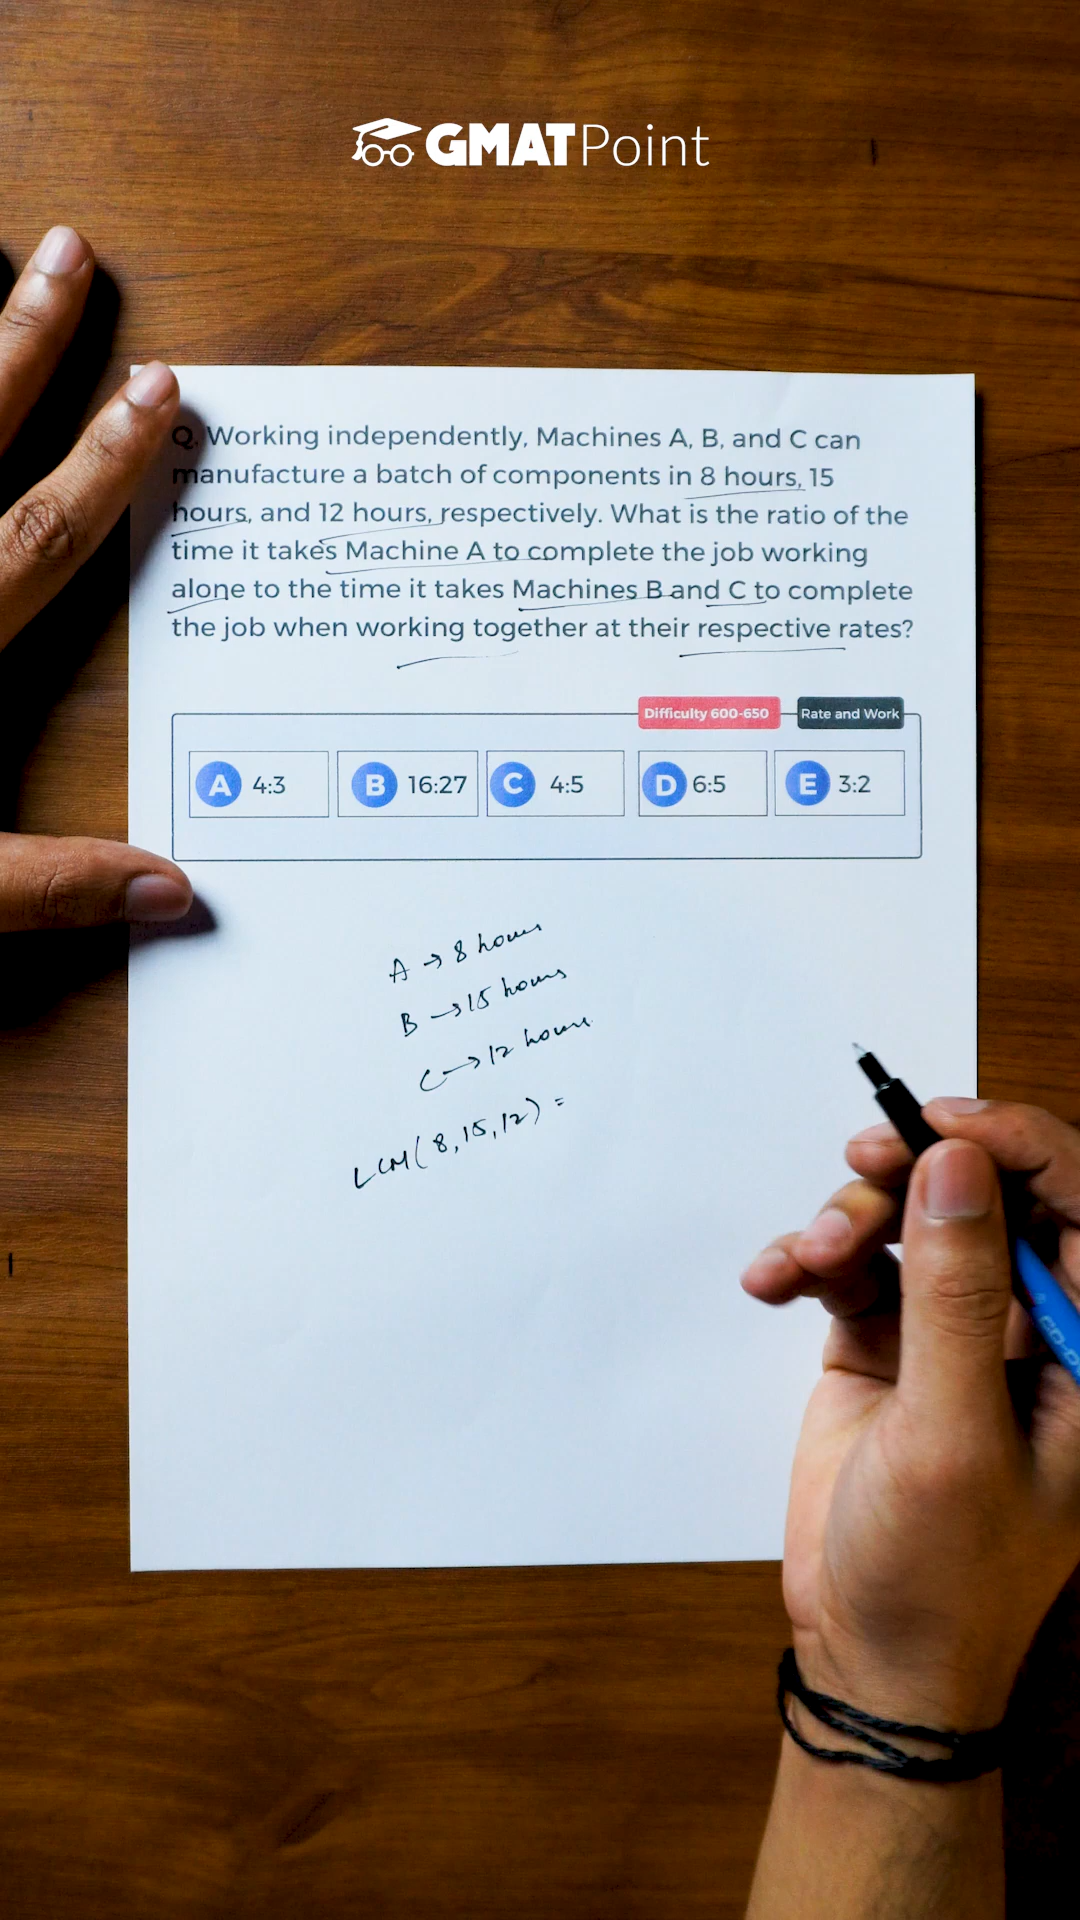 GMATPoint
Q. Working independently, Machines A, B, and C can
manufacture a batch of components in 8 hours, 15
hours, and 12 hours, respectively. What is the ratio of the
time it takes Machine A to complete the job working
alone to the time it takes Machines B and C to complete
the job when working together at their respective rates?
Difficulty 600-650 Rate and Work
A 4:3 B 16:27 C 4:5 D 6:5 E 3:2
A → 8 hours
B → 15 hours
C → 12 hours
LCM(8,15,12) =